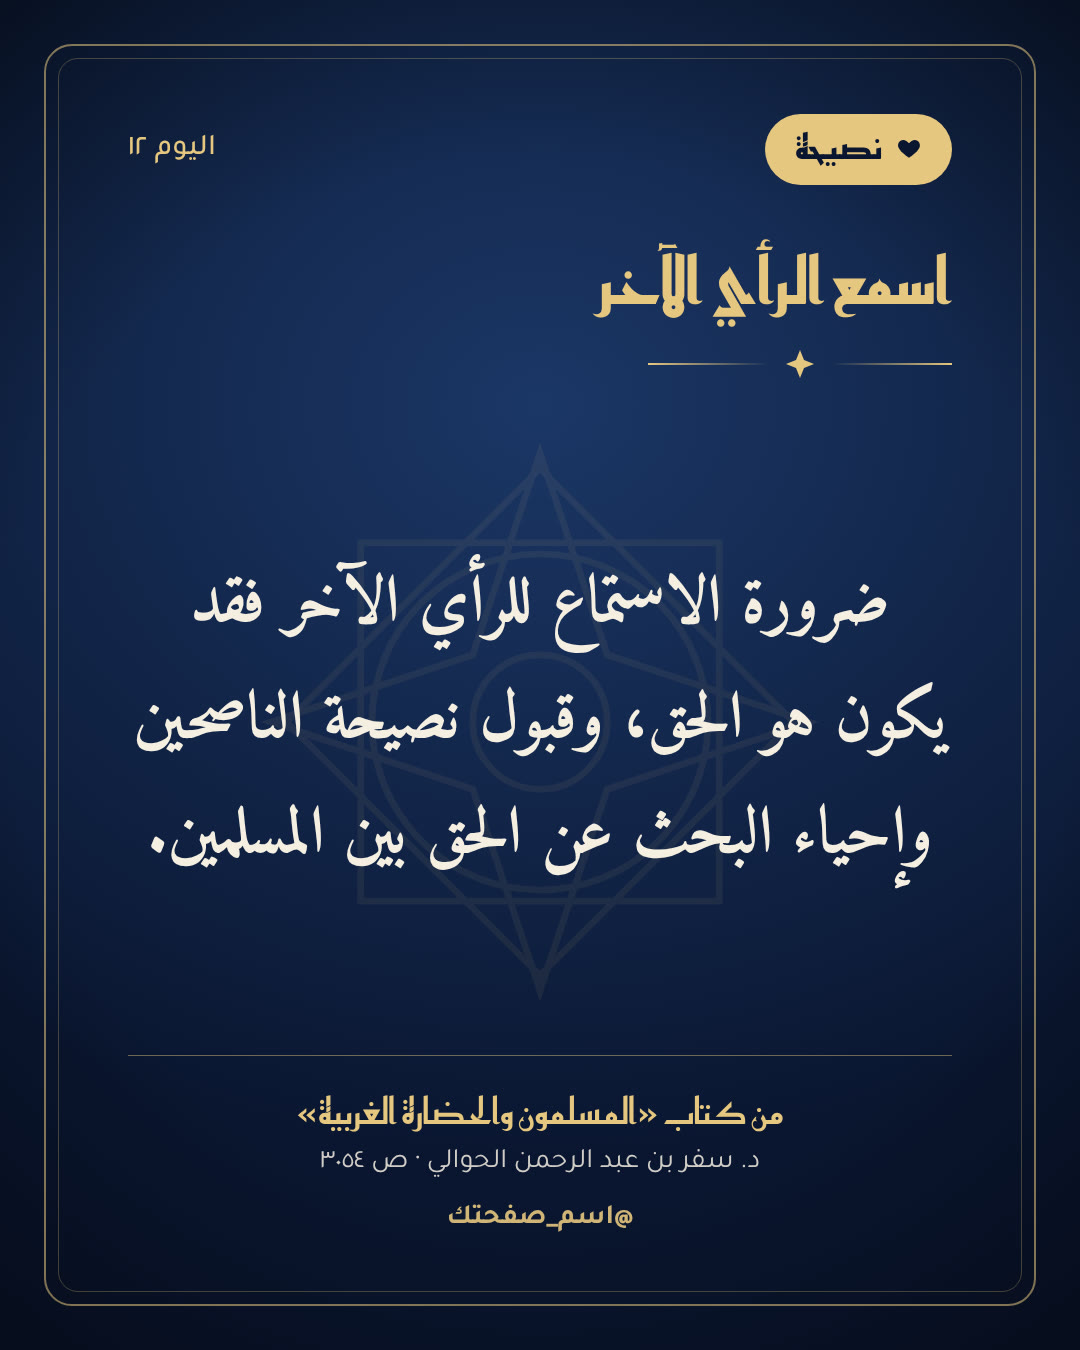 نصيحة
اليوم ١٢
اسمع الرأي الآخر
ضرورة الاستماع للرأي الآخر فقد
يكون هو الحق، وقبول نصيحة الناصحين
وإحياء البحث عن الحق بين المسلمين.
من كتاب «المسلمون والحضارة الغربية»
د. سفر بن عبد الرحمن الحوالي · ص ٣٠٥٤
@اسم_صفحتك